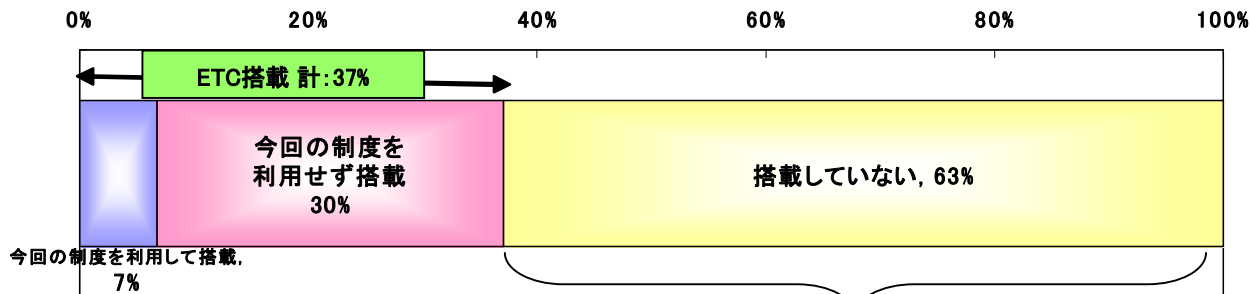 0% 20% 40% 60% 80% 100%
ETC搭載 計:37%
今回の制度を
利用せず搭載
30%
搭載していない, 63%
今回の制度を利用して搭載,
7%